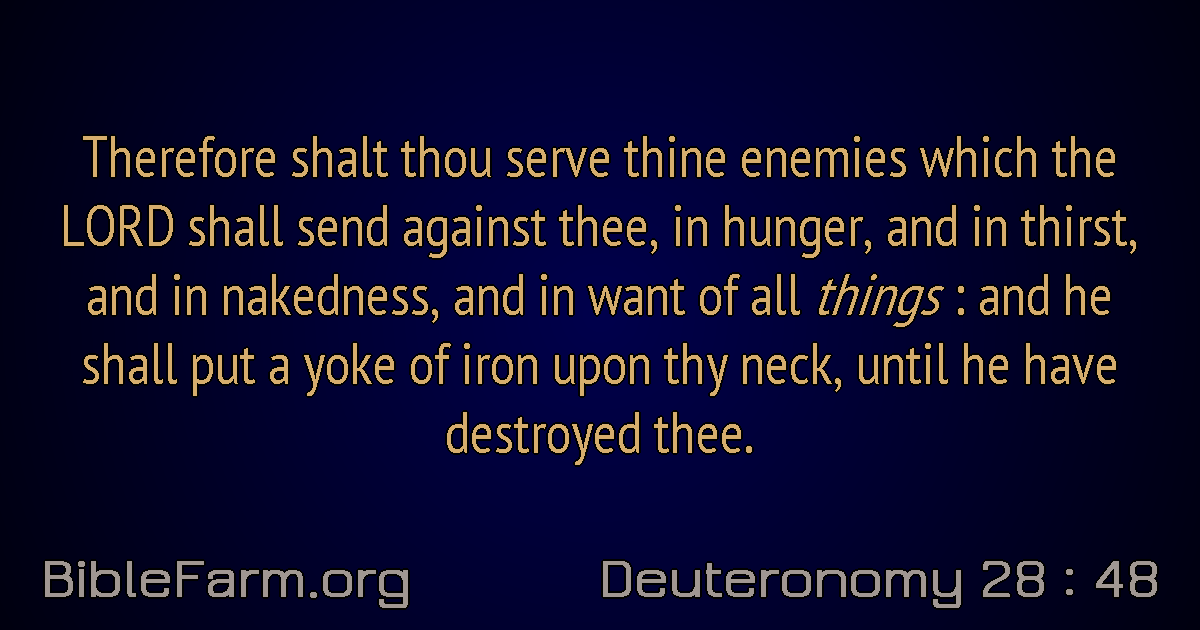 Therefore shalt thou serve thine enemies which the
LORD shall send against thee, in hunger, and in thirst,
and in nakedness, and in want of all things : and he
shall put a yoke of iron upon thy neck, until he have
destroyed thee.
BibleFarm.org
Deuteronomy 28 : 48